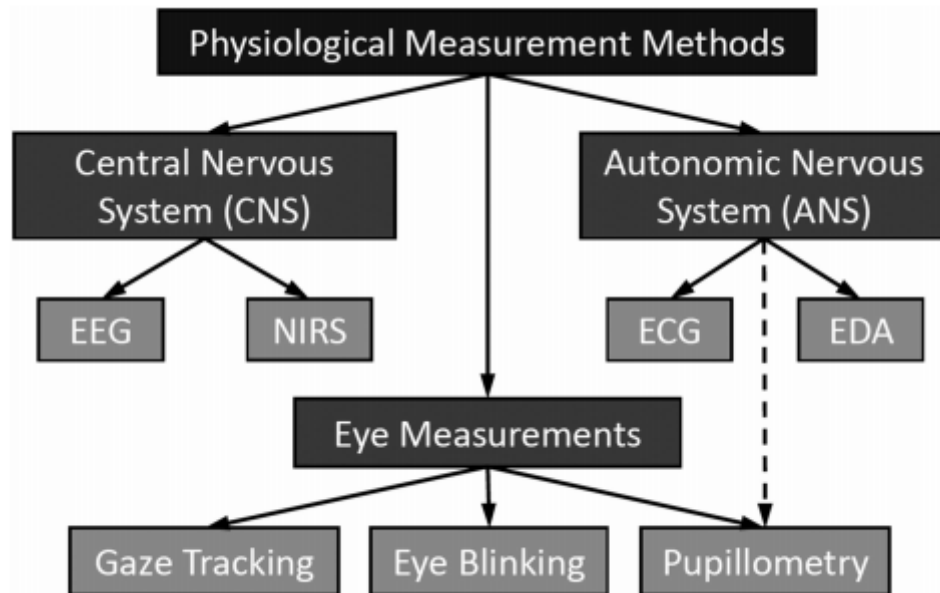 Physiological Measurement Methods
Central Nervous
System (CNS)
Autonomic Nervous
System (ANS)
EEG
NIRS
ECG
EDA
Eye Measurements
Gaze Tracking
Eye Blinking
Pupillometry